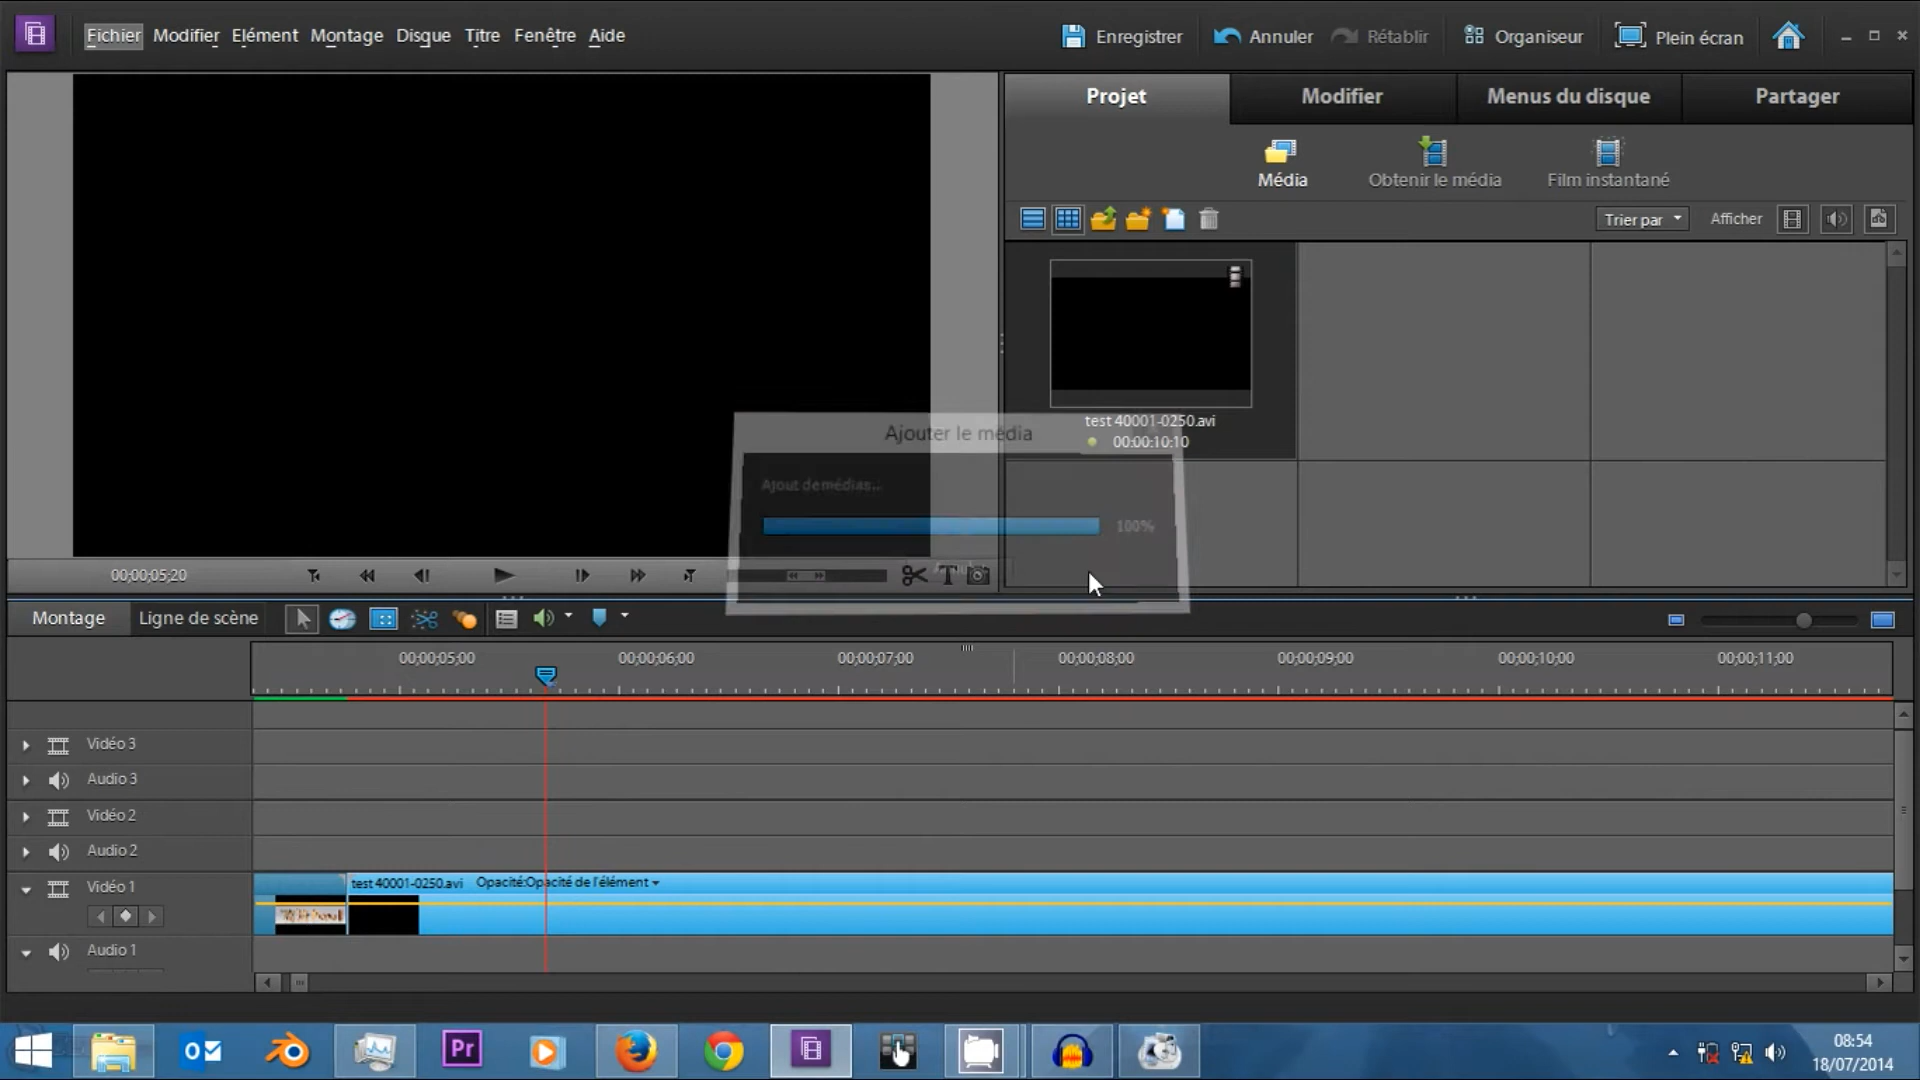 Fichier Modifier Elément Montage Disque Titre Fenêtre Aide
Enregistrer Annuler Rétablir Organiseur Plein écran
Projet Modifier Menus du disque Partager
Média Obtenir le média Film instantané
Trier par Afficher
test 40001-0250.avi
00:00:10:10
Ajouter le média
Ajout de médias...
100%
00;00;05;20
T
Montage Ligne de scène
00;00;05;00 00;00;06;00 00;00;07;00 00;00;08;00 00;00;09;00 00;00;10;00 00;00;11;00
Vidéo 3
Audio 3
Vidéo 2
Audio 2
Vidéo 1
test 40001-0250.avi Opacité:Opacité de l'élément
Audio 1
Pr
08:54
18/07/2014